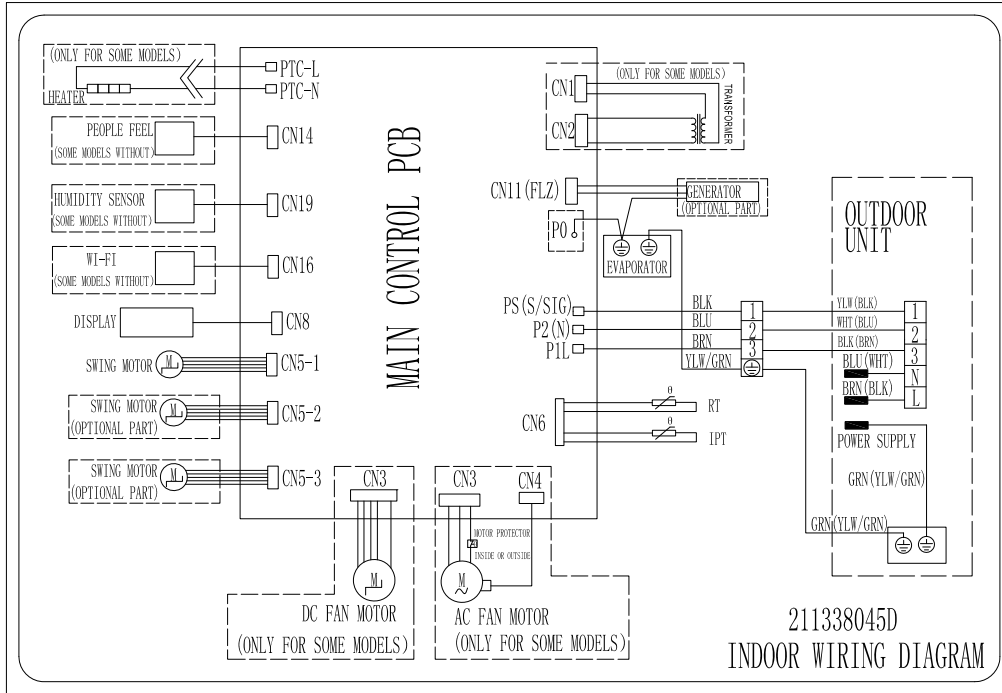 (ONLY FOR SOME MODELS)
HEATER
PTC-L
PTC-N
PEOPLE FEEL
(SOME MODELS WITHOUT)
CN14
HUMIDITY SENSOR
(SOME MODELS WITHOUT)
CN19
WI-FI
(SOME MODELS WITHOUT)
CN16
DISPLAY
CN8
SWING MOTOR
M
CN5-1
SWING MOTOR
(OPTIONAL PART)
M
CN5-2
SWING MOTOR
(OPTIONAL PART)
M
CN5-3
MAIN CONTROL PCB
(ONLY FOR SOME MODELS)
CN1
CN2
TRANSFORMER
CN11(FLZ)
GENERATOR
(OPTIONAL PART)
P0
EVAPORATOR
PS(S/SIG)
P2(N)
P1L
BLK
BLU
BRN
YLW/GRN
1
2
3
CN6
θ
RT
θ
IPT
OUTDOOR
UNIT
YLW(BLK)
WHT(BLU)
BLK(BRN)
BLU(WHT)
BRN(BLK)
1
2
3
N
L
POWER SUPPLY
GRN(YLW/GRN)
GRN(YLW/GRN)
CN3
M
DC FAN MOTOR
(ONLY FOR SOME MODELS)
CN3
CN4
MOTOR PROTECTOR
INSIDE OR OUTSIDE
M
AC FAN MOTOR
(ONLY FOR SOME MODELS)
211338045D
INDOOR WIRING DIAGRAM